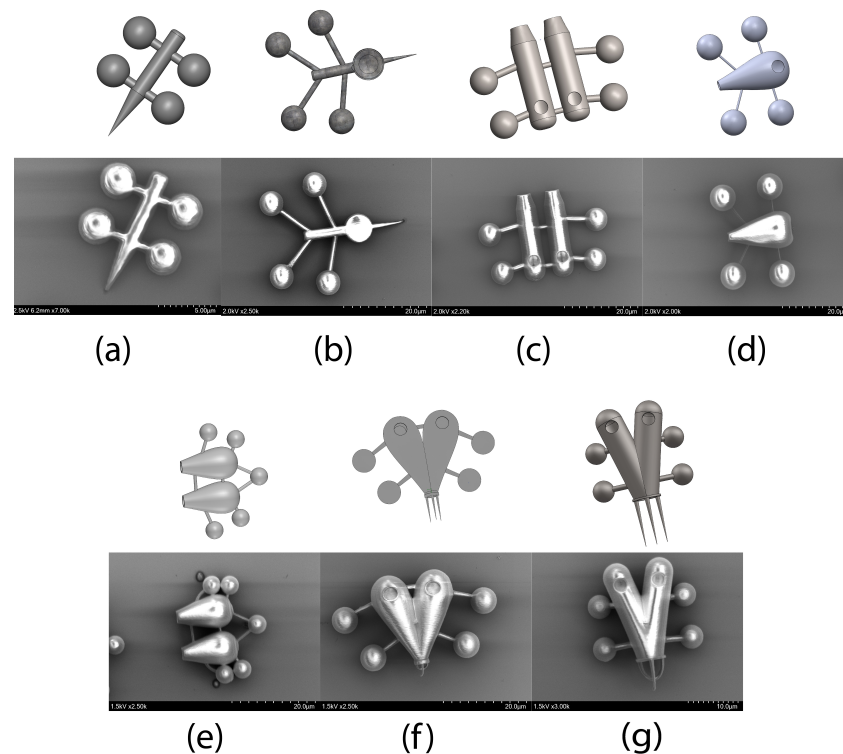 2.5kV 6.2mm x7.00k 5.00µm
2.0kV x2.50k 20.0µm
2.0kV x2.20k 20.0µm
2.0kV x2.00k 20.0µ
(a) (b) (c) (d)
1.5kV x2.50k 20.0µm
1.5kV x2.50k 20.0µm
1.5kV x3.00k 10.0µm
(e) (f) (g)